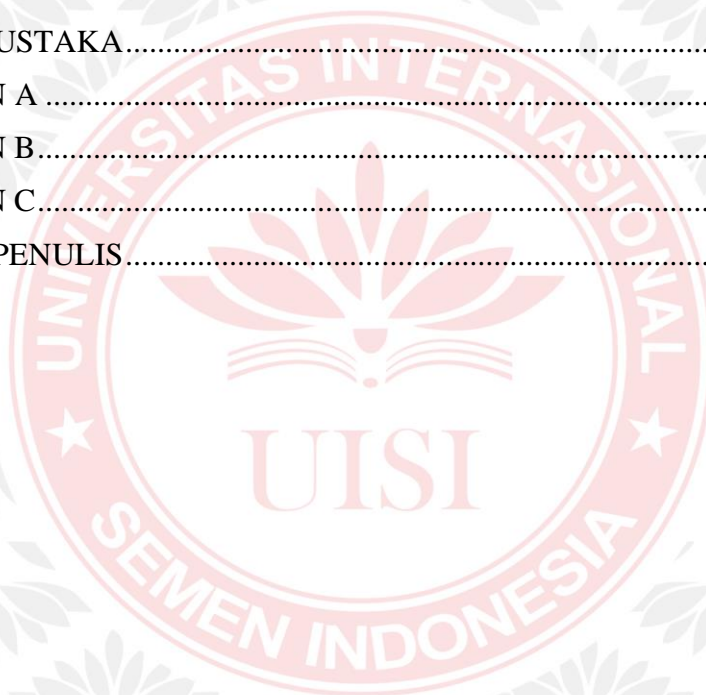 USTAKA....................................................................................
N A ....................................................................................
N B....................................................................................
N C....................................................................................
PENULIS....................................................................................
UNIVERSITAS INTERNASIONAL
UISI
SEMEN INDONESIA